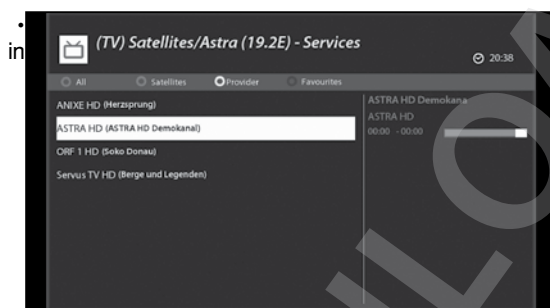 • 
in
(TV) Satellites/Astra (19.2E) - Services
20:38
All Satellites Provider Favourites
ANIXE HD (Herzsprung)
ASTRA HD (ASTRA HD Demokanal)
ORF 1 HD (Soko Donau)
Servus TV HD (Berge und Legenden)
ASTRA HD Demokana
ASTRA HD
00:00 - 00:00